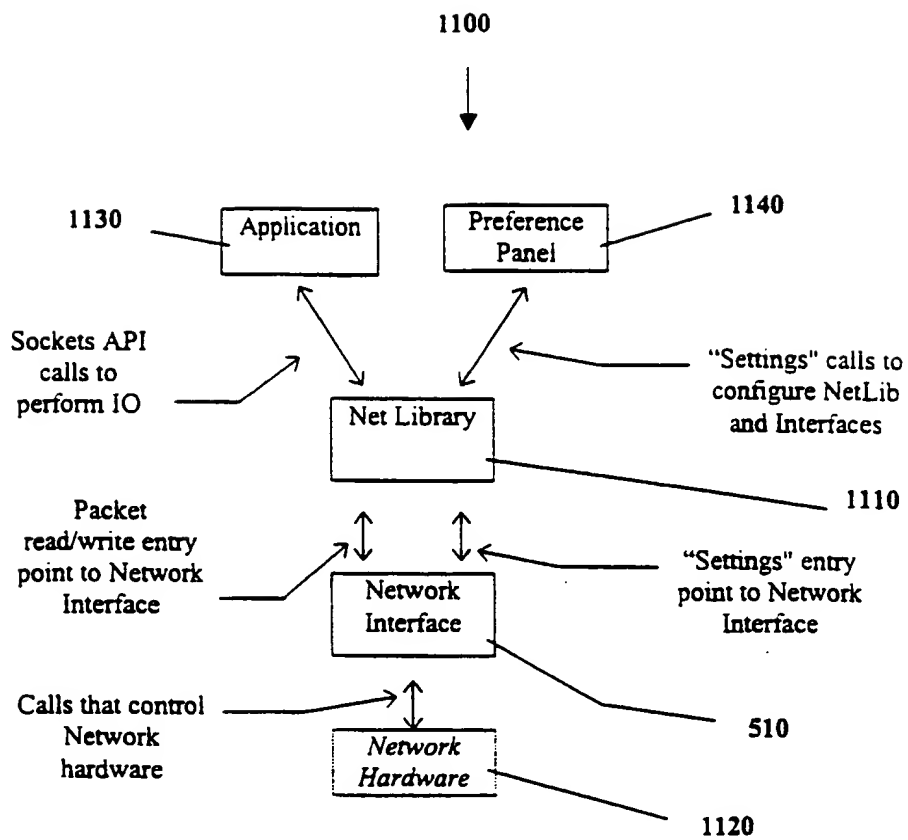 1100
1130
Application
Preference
Panel
1140
Sockets API
calls to
perform IO
"Settings" calls to
configure NetLib
and Interfaces
Net Library
1110
Packet
read/write entry
point to Network
Interface
"Settings" entry
point to Network
Interface
Network
Interface
510
Calls that control
Network
hardware
Network
Hardware
1120